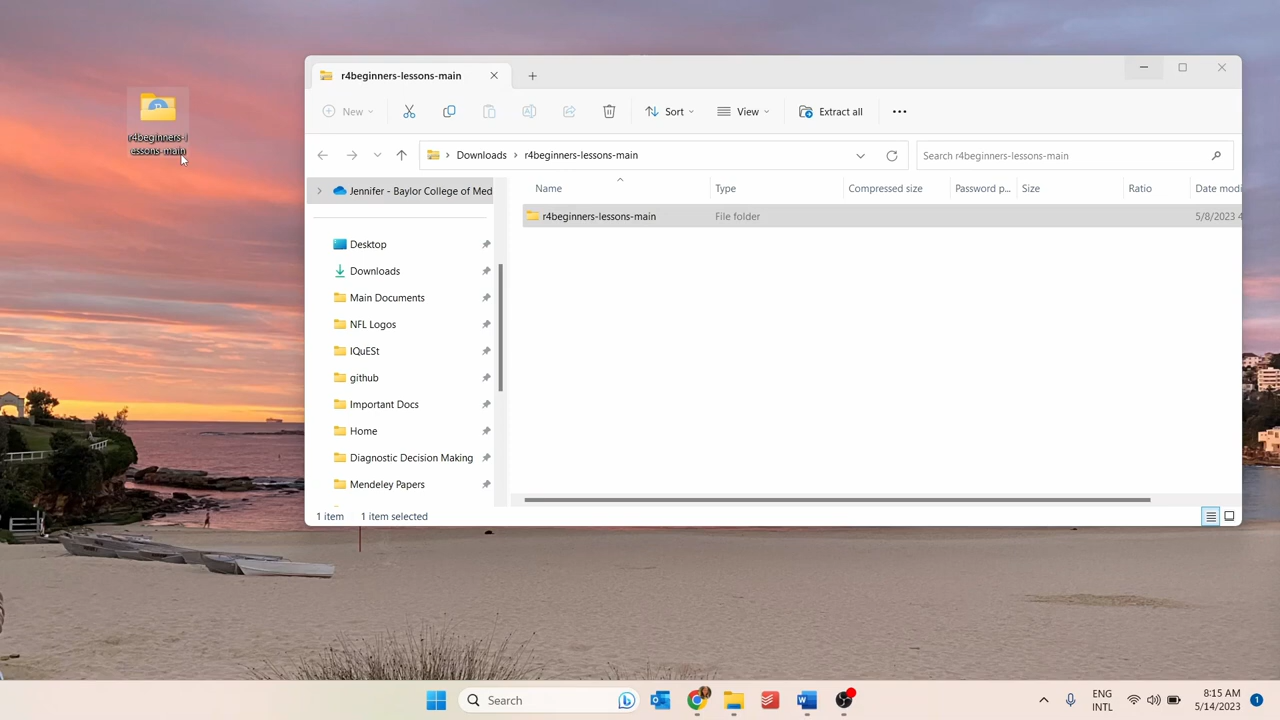 r4beginners-l
essons-main
r4beginners-lessons-main
New
Sort
View
Extract all
Downloads
r4beginners-lessons-main
Search r4beginners-lessons-main
Jennifer - Baylor College of Med
Desktop
Downloads
Main Documents
NFL Logos
IQuESt
github
Important Docs
Home
Diagnostic Decision Making
Mendeley Papers
Name
Type
Compressed size
Password p...
Size
Ratio
Date modi
r4beginners-lessons-main
File folder
5/8/2023 4
1 item
1 item selected
Search
ENG
INTL
8:15 AM
5/14/2023
1